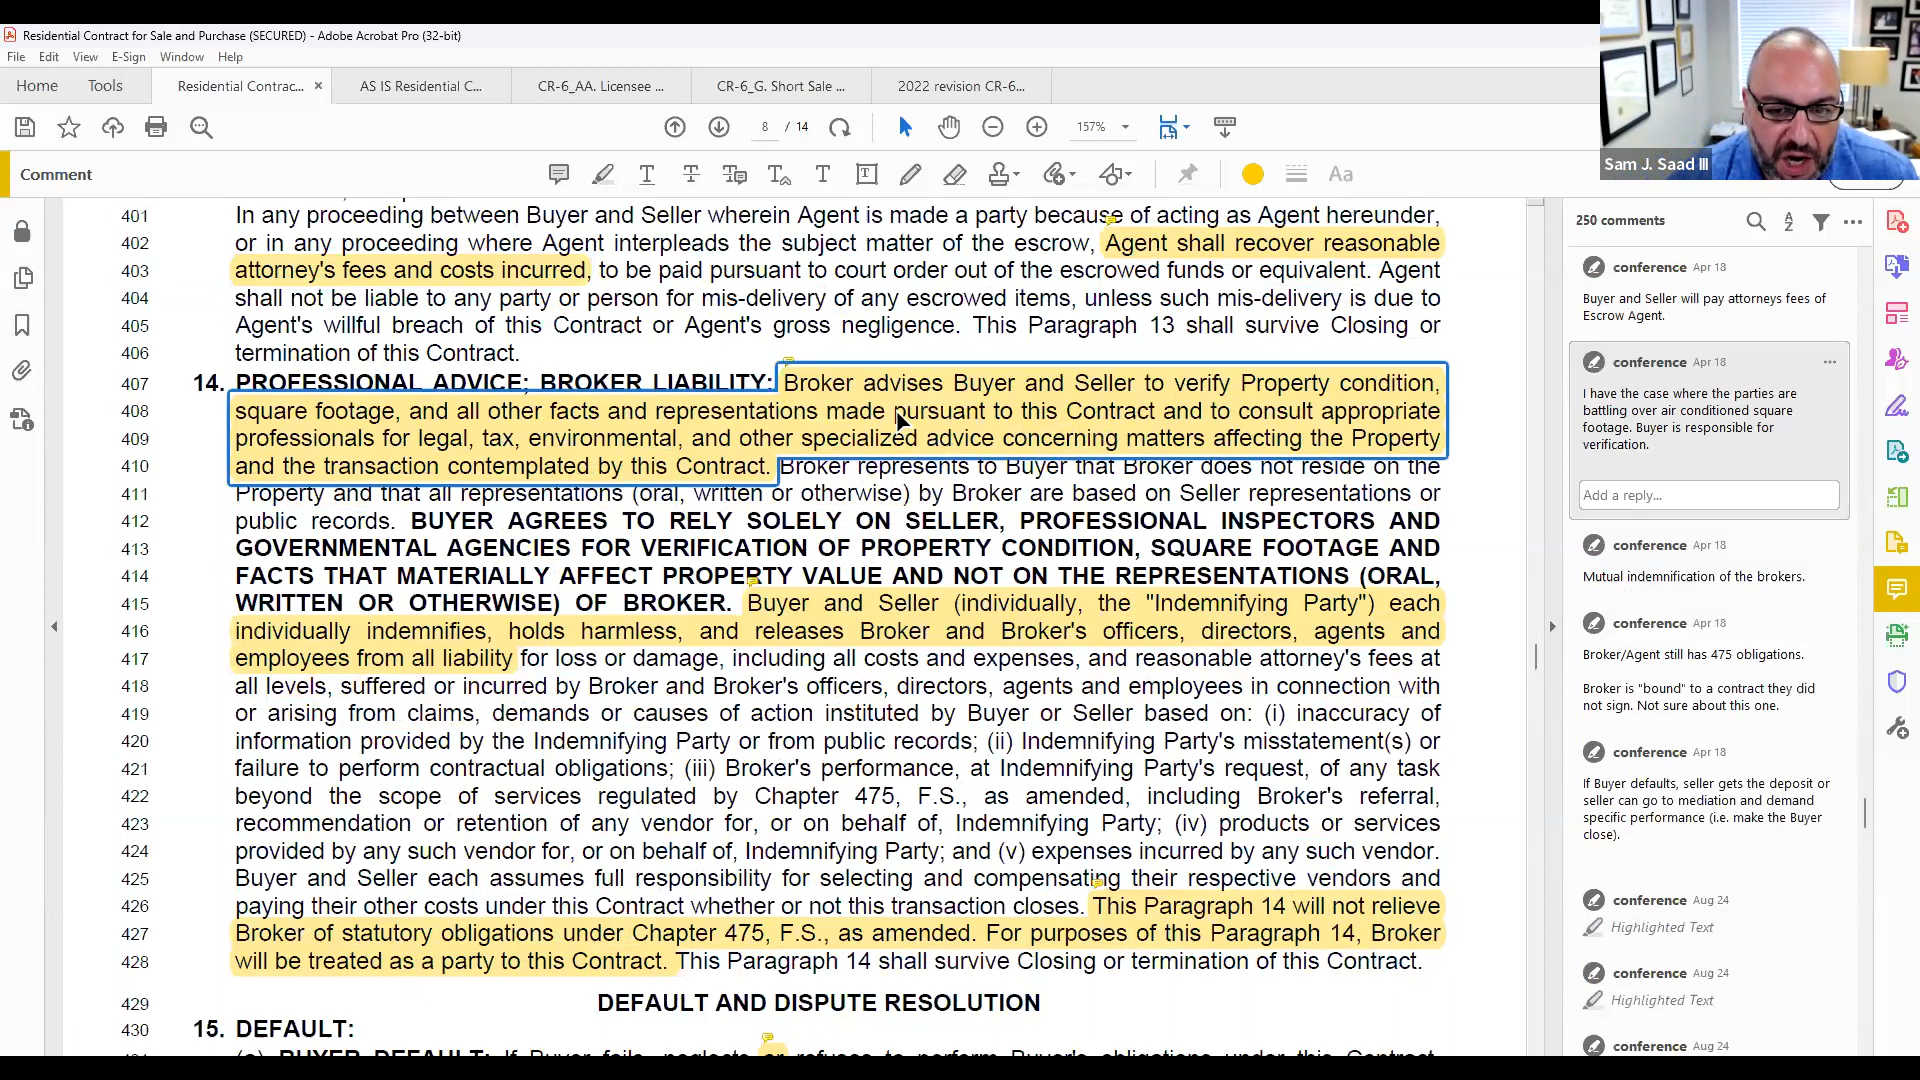 Residential Contract for Sale and Purchase (SECURED) - Adobe Acrobat Pro (32-bit)
File Edit View E-Sign Window Help
Home Tools Residential Contrac... × AS IS Residential C... CR-6_AA. Licensee ... CR-6_G. Short Sale ... 2022 revision CR-6...
8 / 14 157%
Sam J. Saad III
Comment
Aa
401 In any proceeding between Buyer and Seller wherein Agent is made a party because of acting as Agent hereunder,
402 or in any proceeding where Agent interpleads the subject matter of the escrow, Agent shall recover reasonable
403 attorney's fees and costs incurred, to be paid pursuant to court order out of the escrowed funds or equivalent. Agent
404 shall not be liable to any party or person for mis-delivery of any escrowed items, unless such mis-delivery is due to
405 Agent's willful breach of this Contract or Agent's gross negligence. This Paragraph 13 shall survive Closing or
406 termination of this Contract.
407 14. PROFESSIONAL ADVICE; BROKER LIABILITY: Broker advises Buyer and Seller to verify Property condition,
408 square footage, and all other facts and representations made pursuant to this Contract and to consult appropriate
409 professionals for legal, tax, environmental, and other specialized advice concerning matters affecting the Property
410 and the transaction contemplated by this Contract. Broker represents to Buyer that Broker does not reside on the
411 Property and that all representations (oral, written or otherwise) by Broker are based on Seller representations or
412 public records. BUYER AGREES TO RELY SOLELY ON SELLER, PROFESSIONAL INSPECTORS AND
413 GOVERNMENTAL AGENCIES FOR VERIFICATION OF PROPERTY CONDITION, SQUARE FOOTAGE AND
414 FACTS THAT MATERIALLY AFFECT PROPERTY VALUE AND NOT ON THE REPRESENTATIONS (ORAL,
415 WRITTEN OR OTHERWISE) OF BROKER. Buyer and Seller (individually, the "Indemnifying Party") each
416 individually indemnifies, holds harmless, and releases Broker and Broker's officers, directors, agents and
417 employees from all liability for loss or damage, including all costs and expenses, and reasonable attorney's fees at
418 all levels, suffered or incurred by Broker and Broker's officers, directors, agents and employees in connection with
419 or arising from claims, demands or causes of action instituted by Buyer or Seller based on: (i) inaccuracy of
420 information provided by the Indemnifying Party or from public records; (ii) Indemnifying Party's misstatement(s) or
421 failure to perform contractual obligations; (iii) Broker's performance, at Indemnifying Party's request, of any task
422 beyond the scope of services regulated by Chapter 475, F.S., as amended, including Broker's referral,
423 recommendation or retention of any vendor for, or on behalf of, Indemnifying Party; (iv) products or services
424 provided by any such vendor for, or on behalf of, Indemnifying Party; and (v) expenses incurred by any such vendor.
425 Buyer and Seller each assumes full responsibility for selecting and compensating their respective vendors and
426 paying their other costs under this Contract whether or not this transaction closes. This Paragraph 14 will not relieve
427 Broker of statutory obligations under Chapter 475, F.S., as amended. For purposes of this Paragraph 14, Broker
428 will be treated as a party to this Contract. This Paragraph 14 shall survive Closing or termination of this Contract.
429 DEFAULT AND DISPUTE RESOLUTION
430 15. DEFAULT:
(a) BUYER DEFAULT: If Buyer fails, neglects or refuses to perform Buyer's obligations under this Contract,
250 comments
conference Apr 18
Buyer and Seller will pay attorneys fees of
Escrow Agent.
conference Apr 18
I have the case where the parties are
battling over air conditioned square
footage. Buyer is responsible for
verification.
Add a reply...
conference Apr 18
Mutual indemnification of the brokers.
conference Apr 18
Broker/Agent still has 475 obligations.
Broker is "bound" to a contract they did
not sign. Not sure about this one.
conference Apr 18
If Buyer defaults, seller gets the deposit or
seller can go to mediation and demand
specific performance (i.e. make the Buyer
close).
conference Aug 24
Highlighted Text
conference Aug 24
Highlighted Text
conference Aug 24